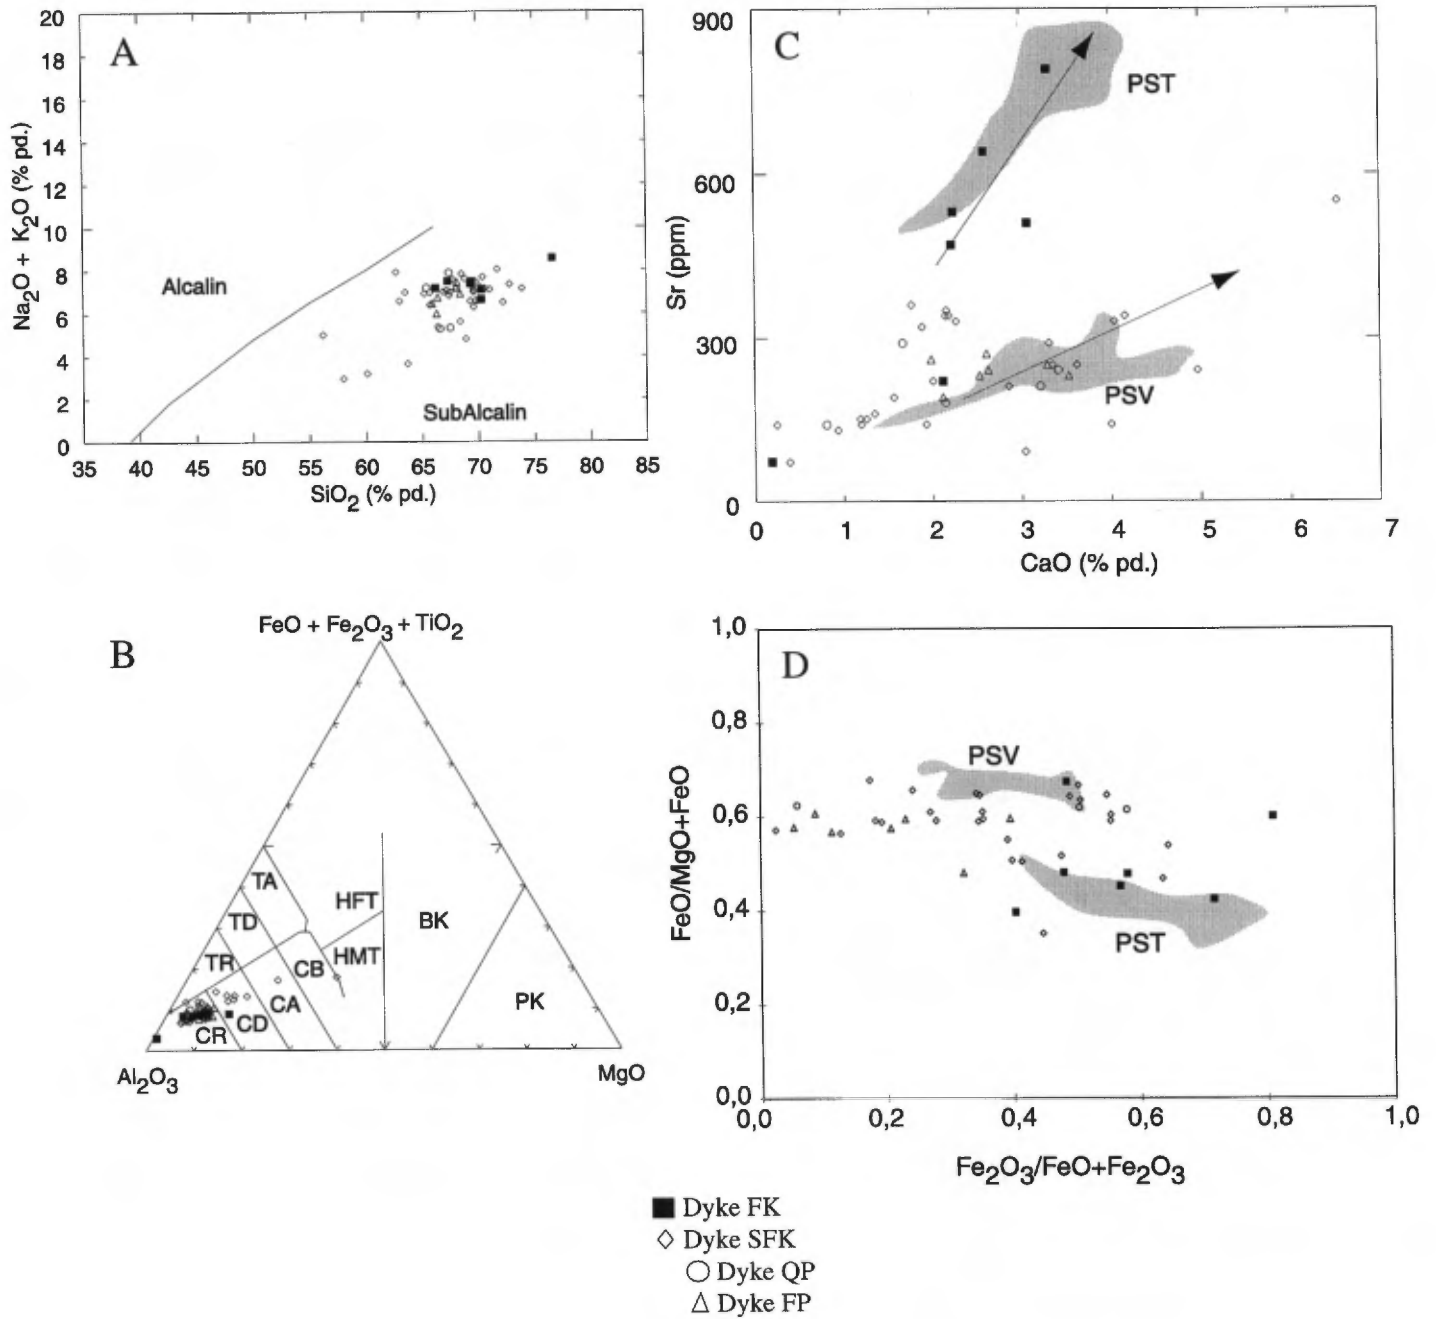 A
20
18
16
14
12
10
8
6
4
2
0
Na2O + K2O (% pd.)
Alcalin
SubAlcalin
35 40 45 50 55 60 65 70 75 80 85
SiO2 (% pd.)
C
900
600
300
0
Sr (ppm)
PST
PSV
0 1 2 3 4 5 6 7
CaO (% pd.)
B
FeO + Fe2O3 + TiO2
TA
TD
TR
HFT
HMT
BK
CB
CA
CD
CR
PK
Al2O3
MgO
D
1,0
0,8
0,6
0,4
0,2
0,0
FeO/MgO+FeO
PSV
PST
0,0 0,2 0,4 0,6 0,8 1,0
Fe2O3/FeO+Fe2O3
Dyke FK
Dyke SFK
Dyke QP
Dyke FP